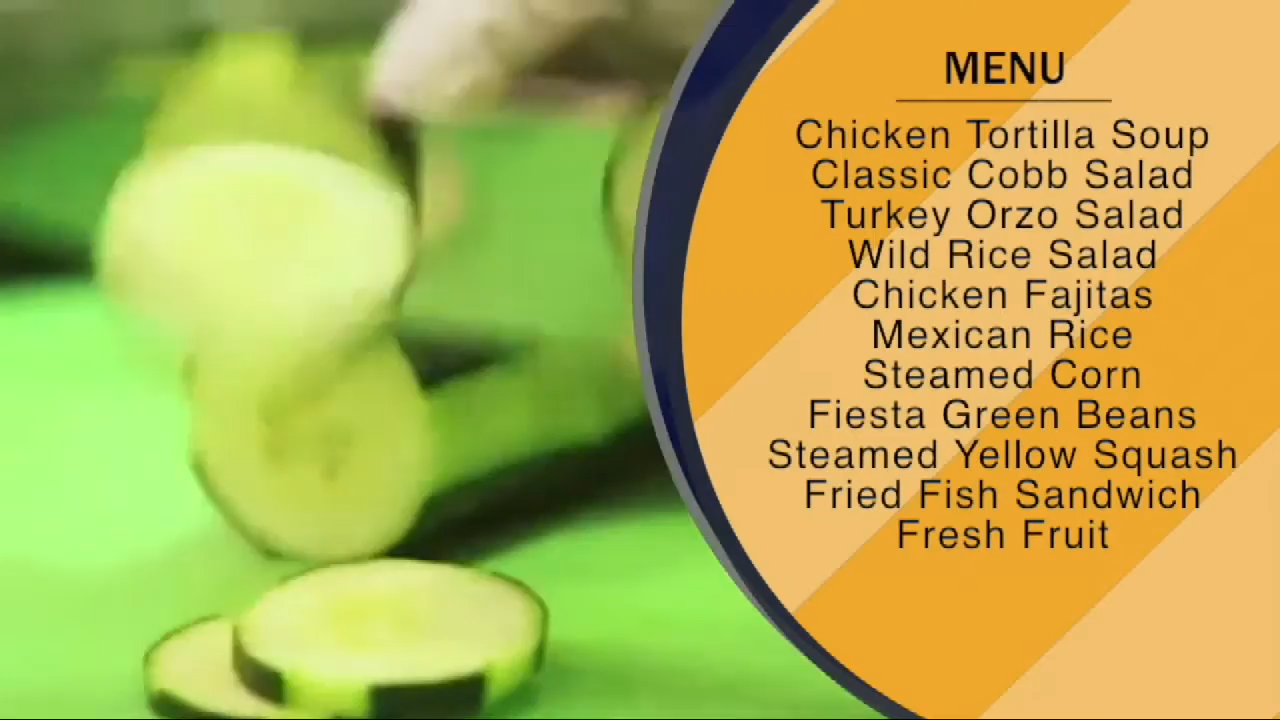 MENU
Chicken Tortilla Soup
Classic Cobb Salad
Turkey Orzo Salad
Wild Rice Salad
Chicken Fajitas
Mexican Rice
Steamed Corn
Fiesta Green Beans
Steamed Yellow Squash
Fried Fish Sandwich
Fresh Fruit